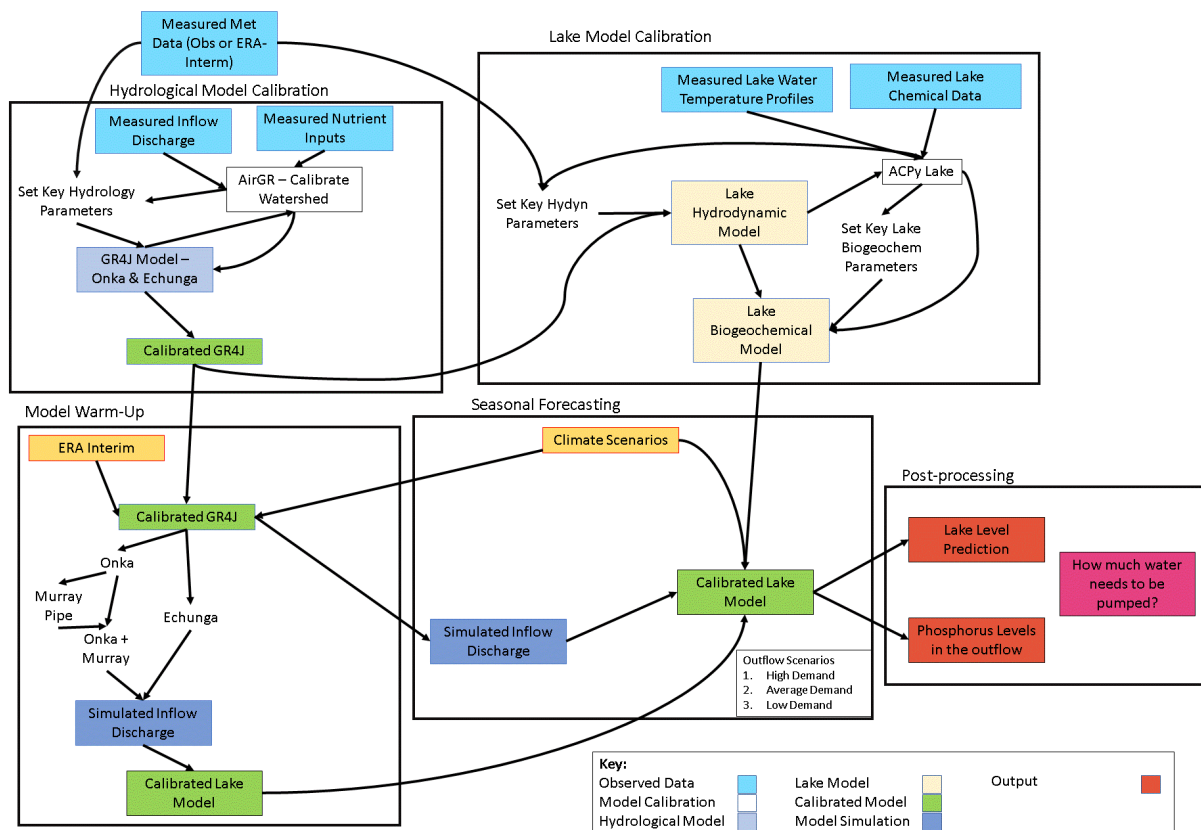 Measured Met
Data (Obs or ERA-
Interm)
Hydrological Model Calibration
Measured Inflow
Discharge
Measured Nutrient
Inputs
Set Key Hydrology
Parameters
AirGR – Calibrate
Watershed
GR4J Model –
Onka & Echunga
Calibrated GR4J
Lake Model Calibration
Measured Lake Water
Temperature Profiles
Measured Lake
Chemical Data
ACPy Lake
Set Key Hydyn
Parameters
Lake
Hydrodynamic
Model
Set Key Lake
Biogeochem
Parameters
Lake
Biogeochemical
Model
Model Warm-Up
ERA Interim
Calibrated GR4J
Onka
Murray
Pipe
Echunga
Onka +
Murray
Simulated Inflow
Discharge
Calibrated Lake
Model
Seasonal Forecasting
Climate Scenarios
Calibrated Lake
Model
Simulated Inflow
Discharge
Outflow Scenarios
1. High Demand
2. Average Demand
3. Low Demand
Post-processing
Lake Level
Prediction
How much water
needs to be
pumped?
Phosphorus Levels
in the outflow
Key:
Observed Data
Model Calibration
Hydrological Model
Lake Model
Calibrated Model
Model Simulation
Output